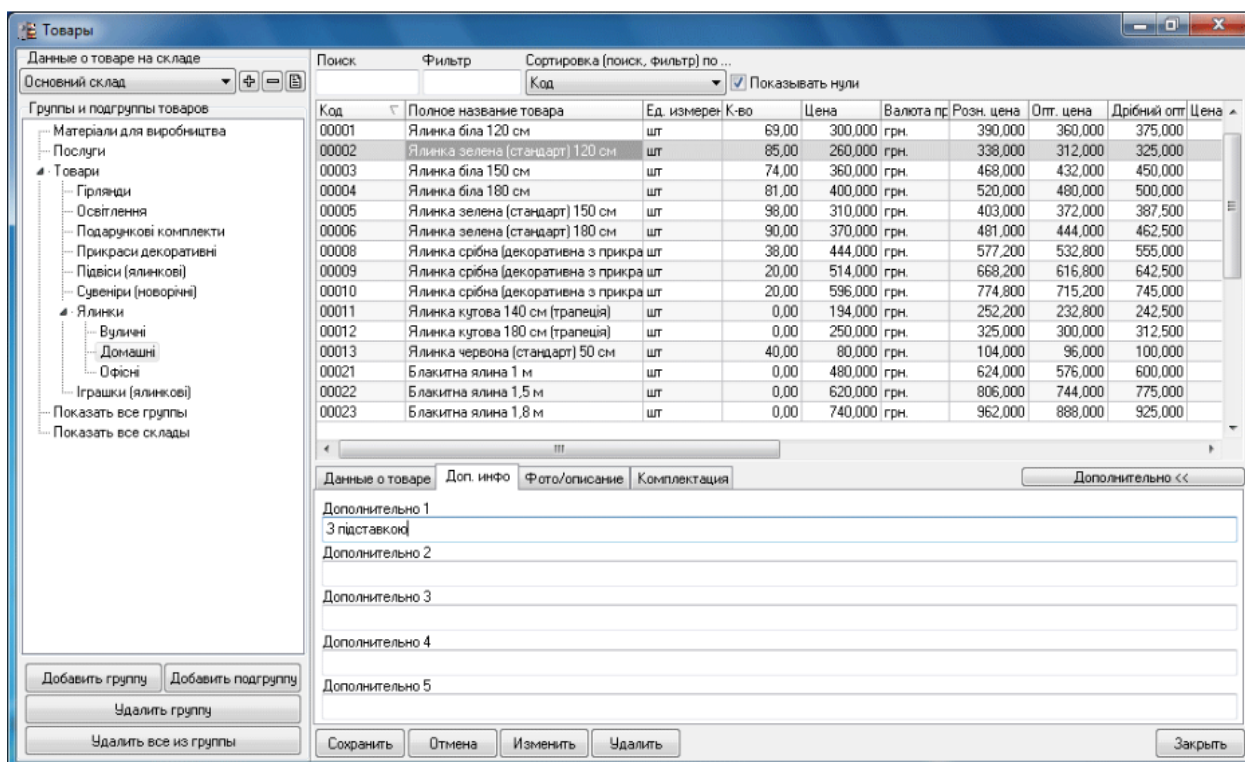 Товары
Данные о товаре на складе
Основний склад
Группы и подгруппы товаров
Матеріали для виробництва
Послуги
Товари
Гірлянди
Освітлення
Подарункові комплекти
Прикраси декоративні
Підвіси (ялинкові)
Сувеніри (новорічні)
Ялинки
Вуличні
Домашні
Офісні
Іграшки (ялинкові)
Показать все группы
Показать все склады
Добавить группу Добавить подгруппу
Удалить группу
Удалить все из группы
Поиск Фильтр Сортировка (поиск, фильтр) по ...
Код Показывать нули
Код Полное название товара Ед. измерен К-во Цена Валюта пр Розн. цена Опт. цена Дрібний опт Цена
00001 Ялинка біла 120 см шт 69,00 300,000 грн. 390,000 360,000 375,000
00002 Ялинка зелена (стандарт) 120 см шт 85,00 260,000 грн. 338,000 312,000 325,000
00003 Ялинка біла 150 см шт 74,00 360,000 грн. 468,000 432,000 450,000
00004 Ялинка біла 180 см шт 81,00 400,000 грн. 520,000 480,000 500,000
00005 Ялинка зелена (стандарт) 150 см шт 98,00 310,000 грн. 403,000 372,000 387,500
00006 Ялинка зелена (стандарт) 180 см шт 90,00 370,000 грн. 481,000 444,000 462,500
00008 Ялинка срібна (декоративна з прикра шт 38,00 444,000 грн. 577,200 532,800 555,000
00009 Ялинка срібна (декоративна з прикра шт 20,00 514,000 грн. 668,200 616,800 642,500
00010 Ялинка срібна (декоративна з прикра шт 20,00 596,000 грн. 774,800 715,200 745,000
00011 Ялинка кутова 140 см (трапеція) шт 0,00 194,000 грн. 252,200 232,800 242,500
00012 Ялинка кутова 180 см (трапеція) шт 0,00 250,000 грн. 325,000 300,000 312,500
00013 Ялинка червона (стандарт) 50 см шт 40,00 80,000 грн. 104,000 96,000 100,000
00021 Блакитна ялина 1 м шт 0,00 480,000 грн. 624,000 576,000 600,000
00022 Блакитна ялина 1,5 м шт 0,00 620,000 грн. 806,000 744,000 775,000
00023 Блакитна ялина 1,8 м шт 0,00 740,000 грн. 962,000 888,000 925,000
Данные о товаре Доп. инфо Фото/описание Комплектация Дополнительно <<
Дополнительно 1
З підставкою
Дополнительно 2
Дополнительно 3
Дополнительно 4
Дополнительно 5
Сохранить Отмена Изменить Удалить Закрыть